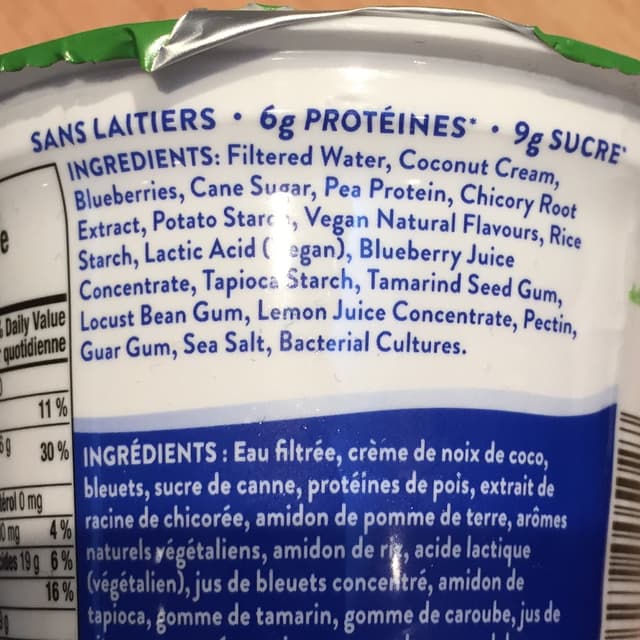 SANS LAITIERS • 6g PROTÉINES* • 9g SUCRE*
INGREDIENTS: Filtered Water, Coconut Cream,
Blueberries, Cane Sugar, Pea Protein, Chicory Root
Extract, Potato Starch, Vegan Natural Flavours, Rice
Starch, Lactic Acid (Vegan), Blueberry Juice
Concentrate, Tapioca Starch, Tamarind Seed Gum,
Locust Bean Gum, Lemon Juice Concentrate, Pectin,
Guar Gum, Sea Salt, Bacterial Cultures.
e
% Daily Value
quotidienne
11 %
30 %
0 mg
4 %
19 g 6 %
16 %
INGRÉDIENTS : Eau filtrée, crème de noix de coco,
bleuets, sucre de canne, protéines de pois, extrait de
racine de chicorée, amidon de pomme de terre, arômes
naturels végétaliens, amidon de riz, acide lactique
(végétalien), jus de bleuets concentré, amidon de
tapioca, gomme de tamarin, gomme de caroube, jus de